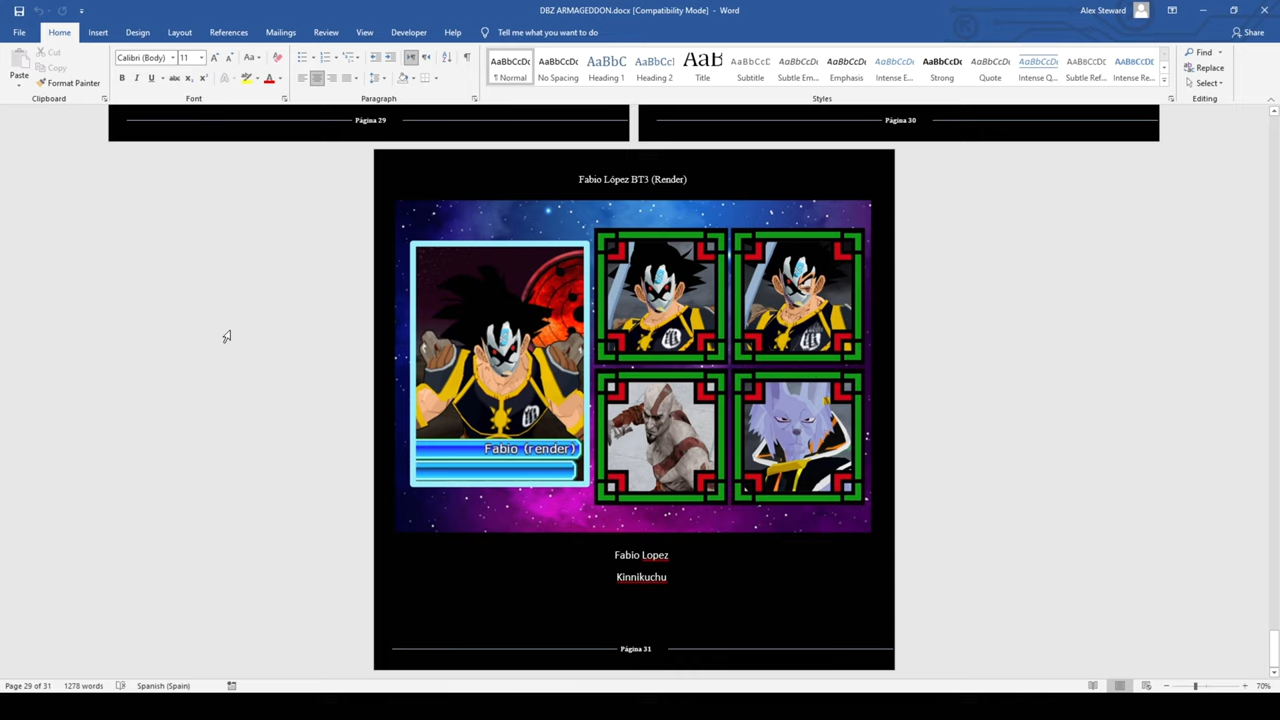 DBZ ARMAGEDDON.docx [Compatibility Mode] - Word
Alex Steward
File Home Insert Design Layout References Mailings Review View Developer Help Tell me what you want to do
Share
Paste
Cut
Copy
Format Painter
Clipboard
Calibri (Body) 11
Font
Paragraph
AaBbCcDc AaBbCcDc AaBbC AaBbCcI AaB AaBbCcD AaBbCcDc AaBbCcDc AaBbCcDc AaBbCcDc AaBbCcDc AaBbCcDc AaBbCcDc AaBbCcDc
¶ Normal No Spacing Heading 1 Heading 2 Title Subtitle Subtle Em... Emphasis Intense E... Strong Quote Intense Q... Subtle Ref... Intense Re...
Styles
Find
Replace
Select
Editing
Página 29
Página 30
Fabio López BT3 (Render)
Fabio (render)
Fabio Lopez
Kinnikuchu
Página 31
Page 29 of 31 1278 words Spanish (Spain) 70%